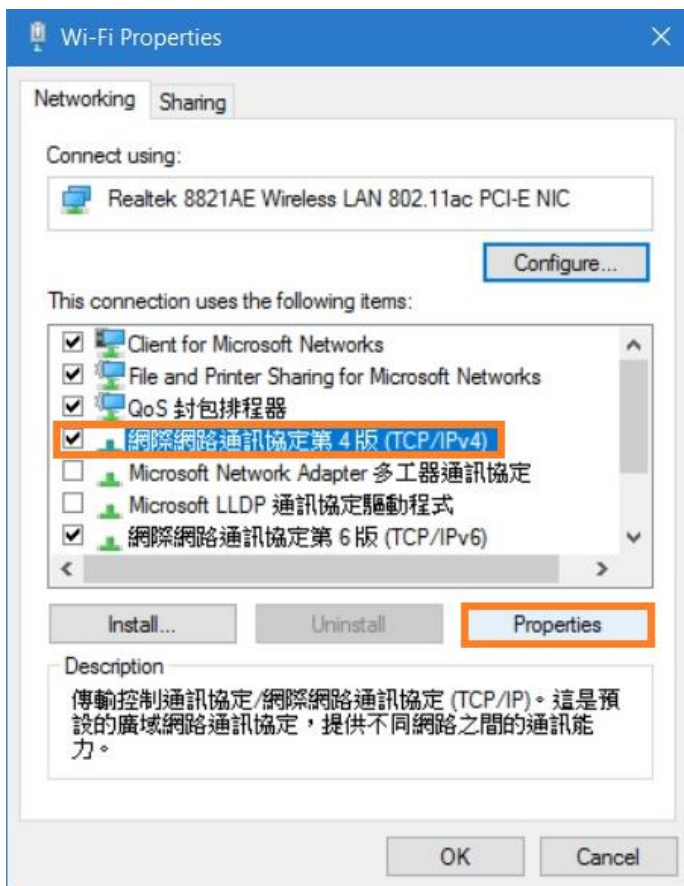 Wi-Fi Properties
Networking Sharing
Connect using:
Realtek 8821AE Wireless LAN 802.11ac PCI-E NIC
Configure...
This connection uses the following items:
Client for Microsoft Networks
File and Printer Sharing for Microsoft Networks
QoS 封包排程器
網際網路通訊協定第 4 版 (TCP/IPv4)
Microsoft Network Adapter 多工器通訊協定
Microsoft LLDP 通訊協定驅動程式
網際網路通訊協定第 6 版 (TCP/IPv6)
Install... Uninstall Properties
Description
傳輸控制通訊協定/網際網路通訊協定 (TCP/IP)。這是預
設的廣域網路通訊協定，提供不同網路之間的通訊能
力。
OK Cancel